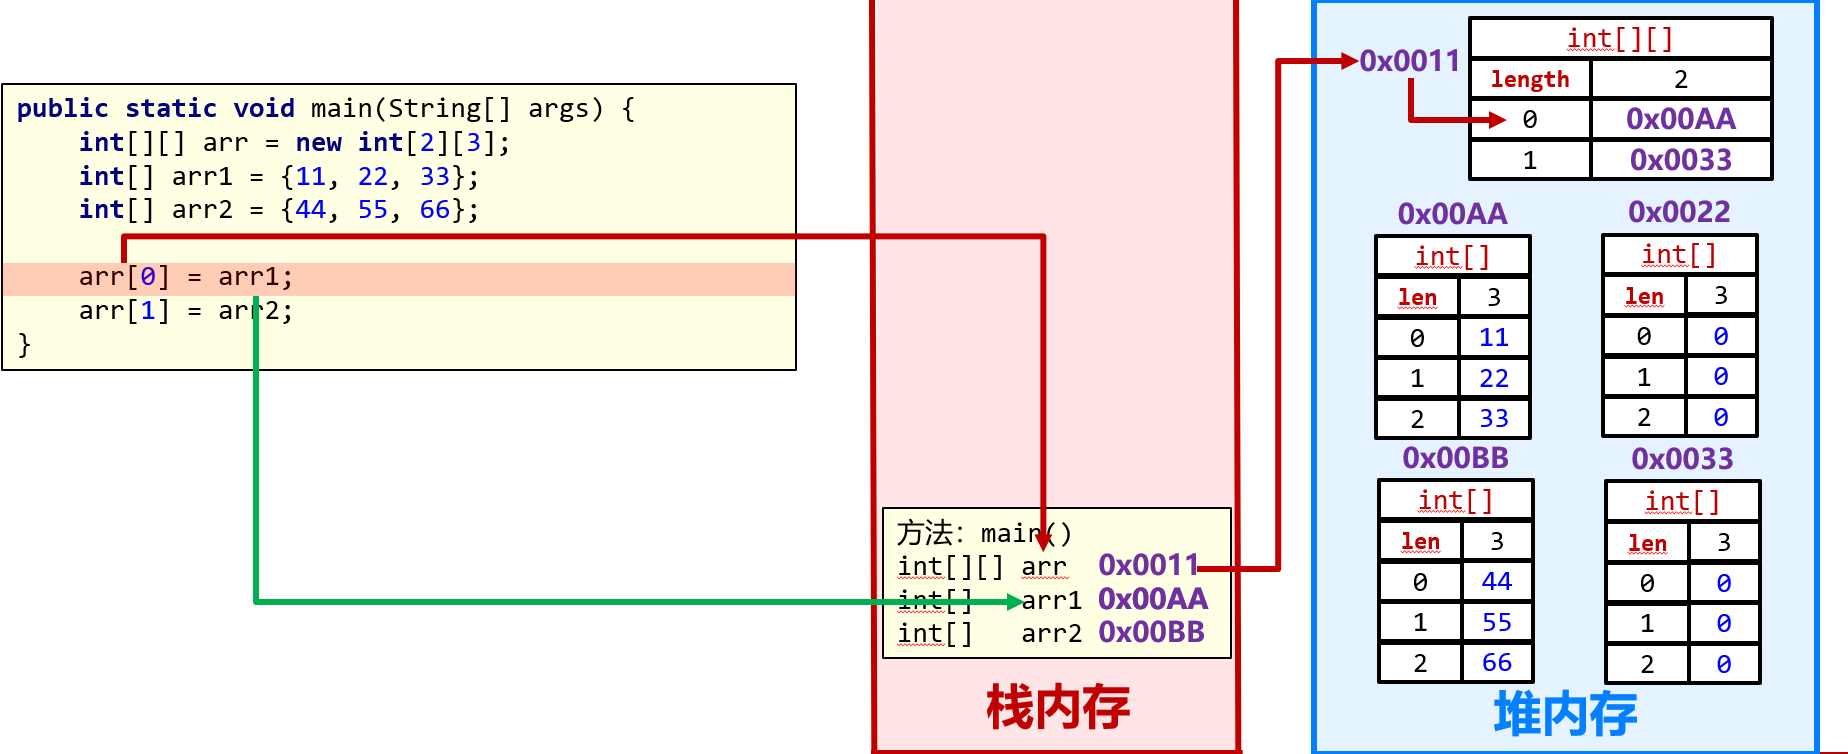 public static void main(String[] args) {
    int[][] arr = new int[2][3];
    int[] arr1 = {11, 22, 33};
    int[] arr2 = {44, 55, 66};
    arr[0] = arr1;
    arr[1] = arr2;
}
方法：main()
int[][] arr 0x0011
int[] arr1 0x00AA
int[] arr2 0x00BB
栈内存
0x0011
int[][]
length 2
0 0x00AA
1 0x0033
0x00AA
int[]
len 3
0 11
1 22
2 33
0x0022
int[]
len 3
0 0
1 0
2 0
0x00BB
int[]
len 3
0 44
1 55
2 66
0x0033
int[]
len 3
0 0
1 0
2 0
堆内存